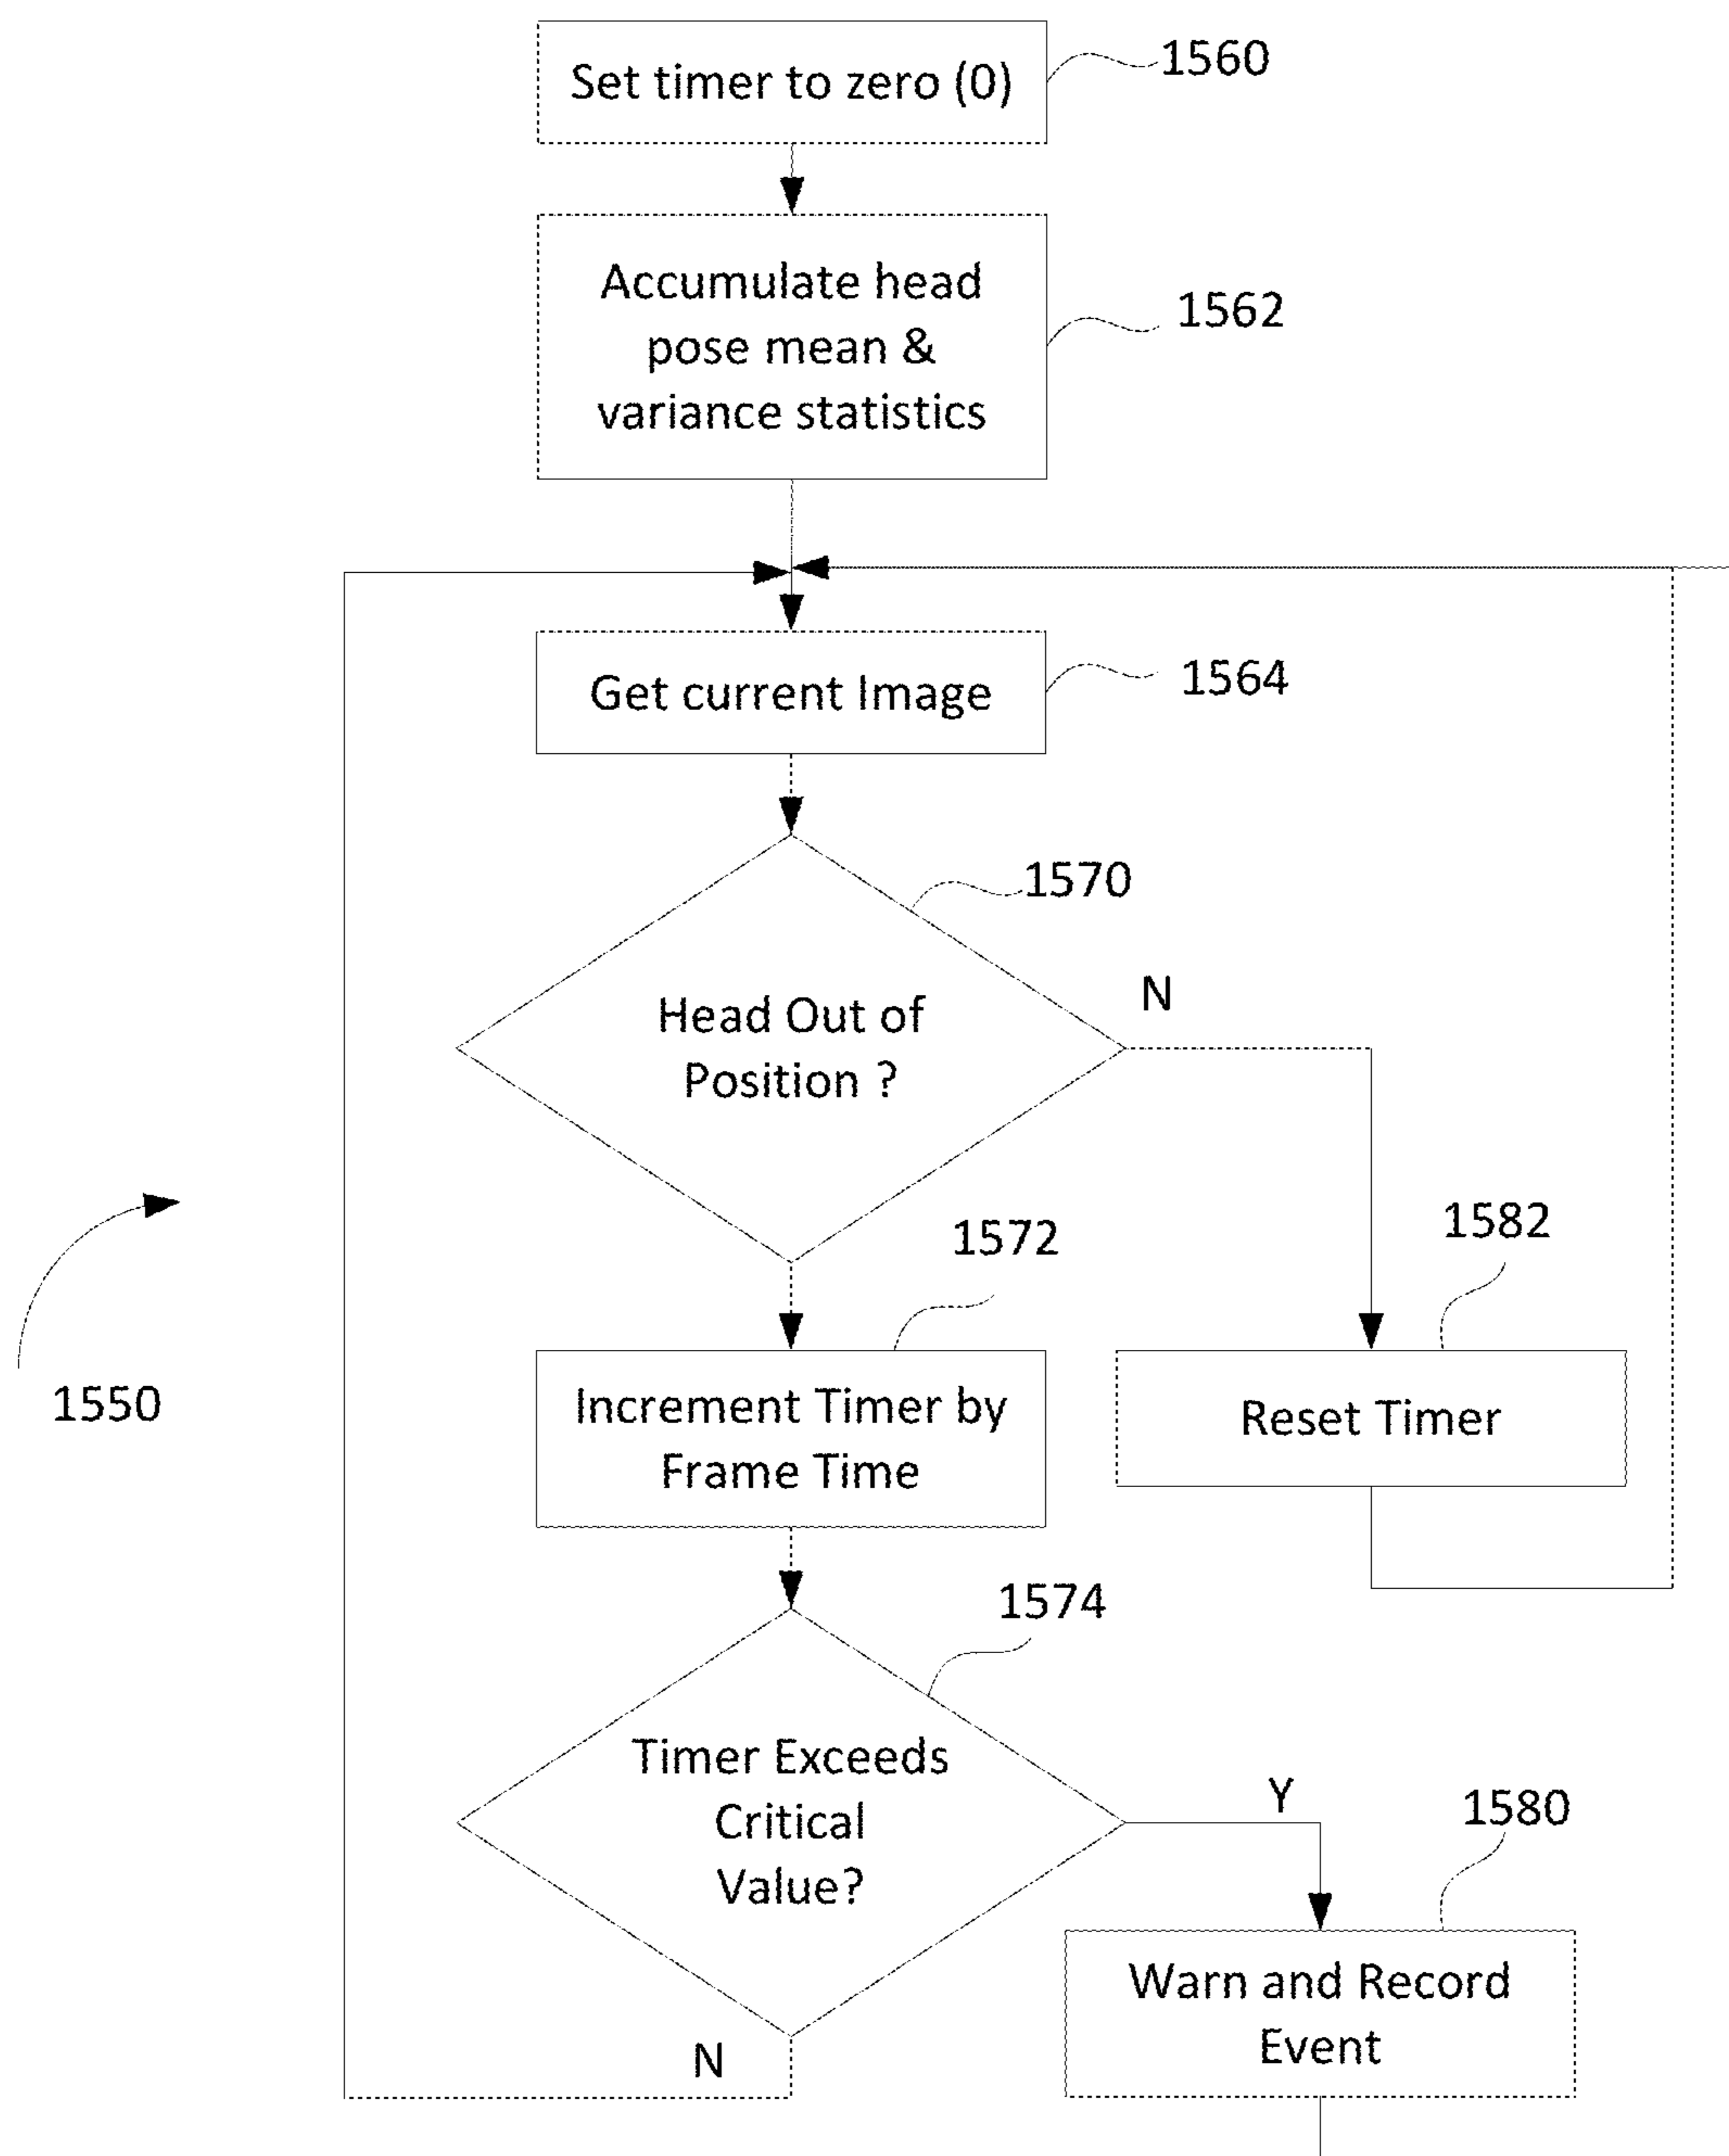 Set timer to zero (0)
1560
Accumulate head
pose mean &
variance statistics
1562
Get current Image
1564
1570
Head Out of
Position ?
N
1572
1582
Increment Timer by
Frame Time
Reset Timer
1550
1574
Timer Exceeds
Critical
Value?
Y
1580
Warn and Record
Event
N